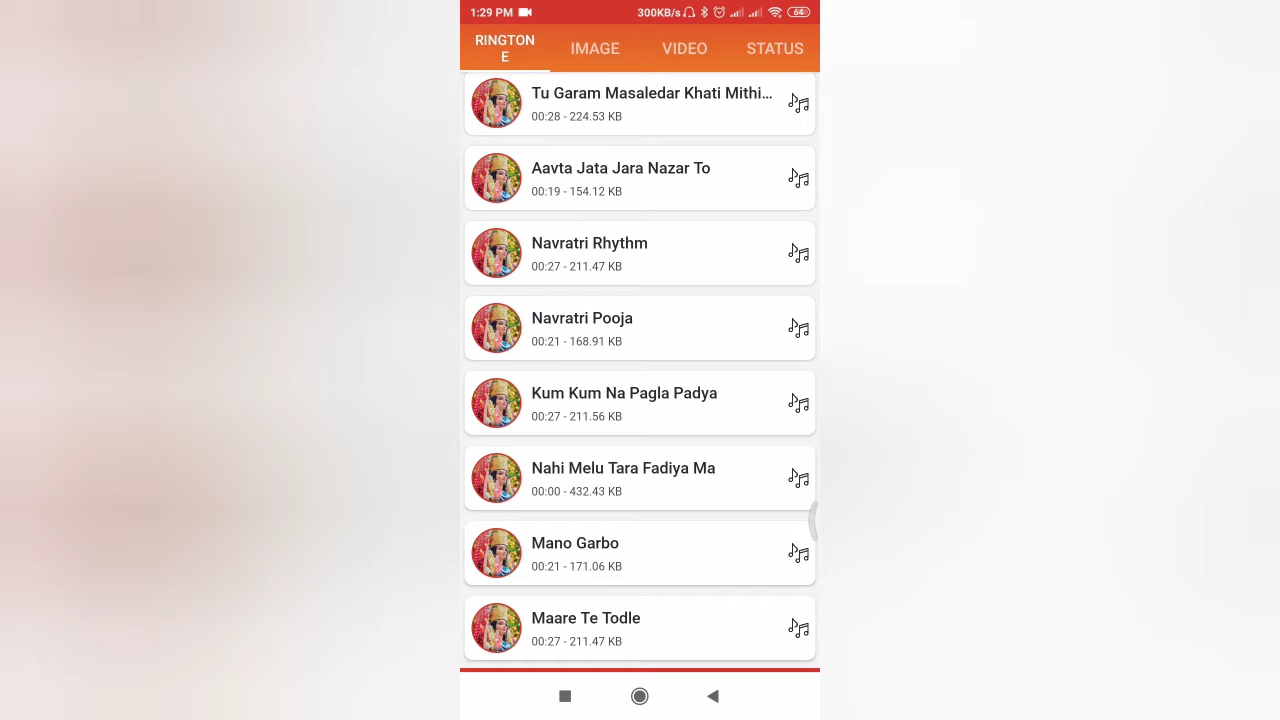 1:29 PM 300KB/s 64
RINGTON
E
IMAGE VIDEO STATUS
Tu Garam Masaledar Khati Mithi...
00:28 - 224.53 KB
Aavta Jata Jara Nazar To
00:19 - 154.12 KB
Navratri Rhythm
00:27 - 211.47 KB
Navratri Pooja
00:21 - 168.91 KB
Kum Kum Na Pagla Padya
00:27 - 211.56 KB
Nahi Melu Tara Fadiya Ma
00:00 - 432.43 KB
Mano Garbo
00:21 - 171.06 KB
Maare Te Todle
00:27 - 211.47 KB